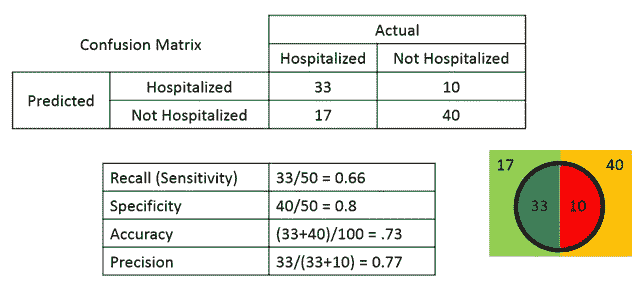 Actual
Confusion Matrix
Hospitalized Not Hospitalized
Predicted Hospitalized 33 10
Not Hospitalized 17 40
Recall (Sensitivity) 33/50 = 0.66
Specificity 40/50 = 0.8
Accuracy (33+40)/100 = .73
Precision 33/(33+10) = 0.77
17 40
33 10